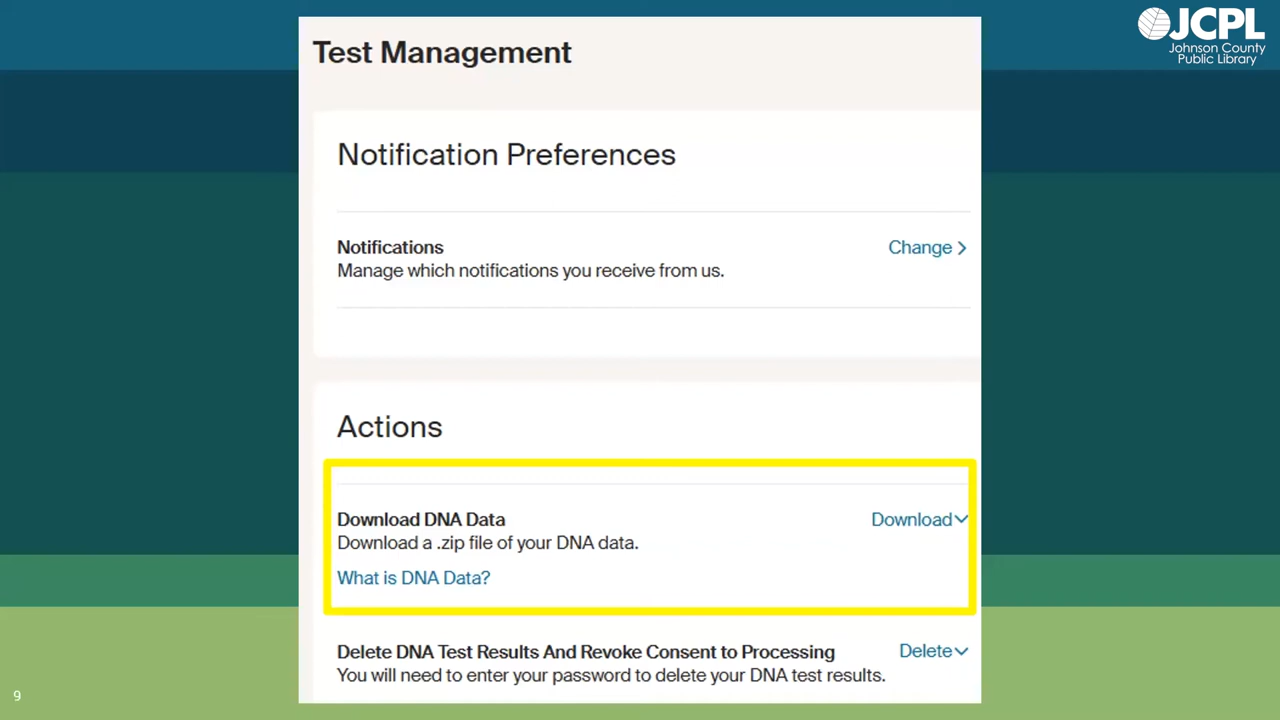 JCPL
Johnson County
Public Library
Test Management
Notification Preferences
Notifications
Change >
Manage which notifications you receive from us.
Actions
Download DNA Data
Download
Download a .zip file of your DNA data.
What is DNA Data?
Delete DNA Test Results And Revoke Consent to Processing
Delete
You will need to enter your password to delete your DNA test results.
9